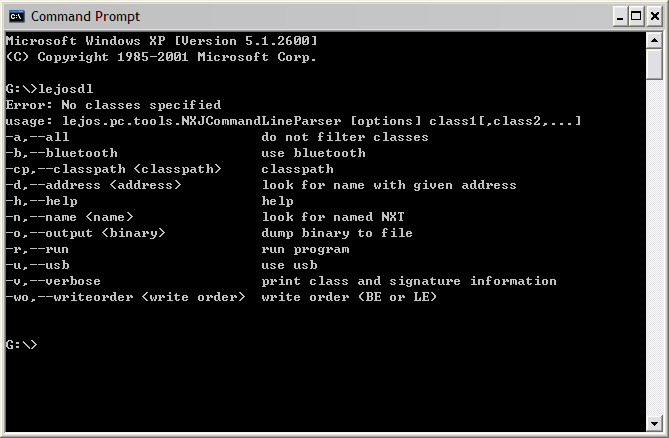 Command Prompt
Microsoft Windows XP [Version 5.1.2600]
(C) Copyright 1985-2001 Microsoft Corp.
G:\>lejosdl
Error: No classes specified
usage: lejos.pc.tools.NXJCommandLineParser [options] class1[,class2,...]
-a,--all                        do not filter classes
-b,--bluetooth                  use bluetooth
-cp,--classpath <classpath>     classpath
-d,--address <address>          look for name with given address
-h,--help                       help
-n,--name <name>                look for named NXT
-o,--output <binary>            dump binary to file
-r,--run                        run program
-u,--usb                        use usb
-v,--verbose                    print class and signature information
-wo,--writeorder <write order>  write order (BE or LE)
G:\>